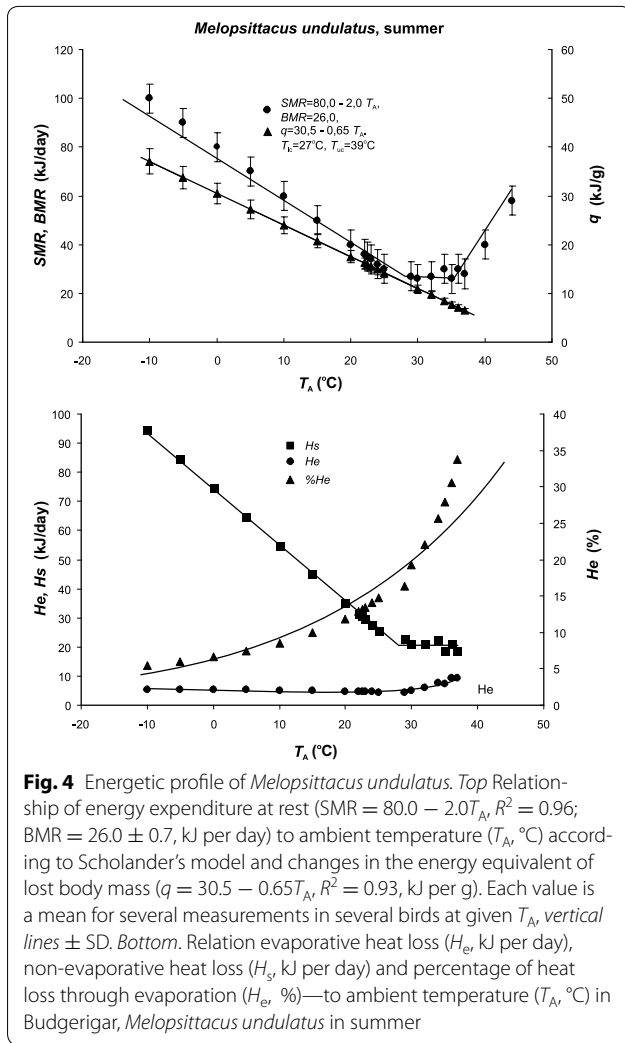 Melopsittacus undulatus, summer
SMR=80,0 - 2,0 TA,
BMR=26,0,
q=30,5 - 0,65 TA,
Tlc=27°C, Tuc=39°C
SMR, BMR (kJ/day)
120
100
80
60
40
20
0
q (kJ/g)
60
50
40
30
20
10
0
-20 -10 0 10 20 30 40 50
TA (°C)
Hs
He
%He
He, Hs (kJ/day)
100
90
80
70
60
50
40
30
20
10
0
He (%)
40
35
30
25
20
15
10
5
0
He
-20 -10 0 10 20 30 40 50
TA (°C)
Fig. 4 Energetic profile of Melopsittacus undulatus. Top Relation-
ship of energy expenditure at rest (SMR = 80.0 − 2.0TA, R² = 0.96;
BMR = 26.0 ± 0.7, kJ per day) to ambient temperature (TA, °C) accord-
ing to Scholander's model and changes in the energy equivalent of
lost body mass (q = 30.5 − 0.65TA, R² = 0.93, kJ per g). Each value is
a mean for several measurements in several birds at given TA, vertical
lines ± SD. Bottom. Relation evaporative heat loss (He, kJ per day),
non-evaporative heat loss (Hs, kJ per day) and percentage of heat
loss through evaporation (He, %)—to ambient temperature (TA, °C) in
Budgerigar, Melopsittacus undulatus in summer